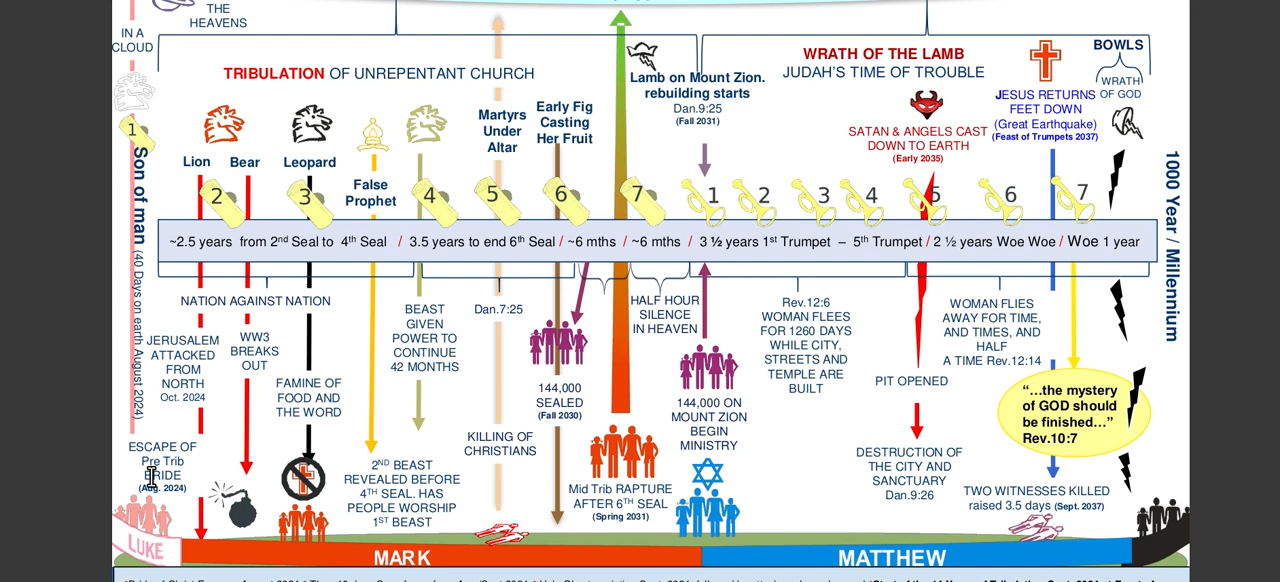 THE
HEAVENS
IN A
CLOUD
TRIBULATION OF UNREPENTANT CHURCH
WRATH OF THE LAMB
JUDAH'S TIME OF TROUBLE
BOWLS
WRATH
OF GOD
Lamb on Mount Zion.
rebuilding starts
Dan.9:25
(Fall 2031)
JESUS RETURNS
FEET DOWN
(Great Earthquake)
(Feast of Trumpets 2037)
SATAN & ANGELS CAST
DOWN TO EARTH
(Early 2035)
Martyrs
Under
Altar
Early Fig
Casting
Her Fruit
Lion
Bear
Leopard
False
Prophet
1
2
3
4
5
6
7
1
2
3
4
5
6
7
Son of man (40 Days on earth August 2024)
1000 Year / Millennium
~2.5 years from 2nd Seal to 4th Seal / 3.5 years to end 6th Seal / ~6 mths / ~6 mths / 3 ½ years 1st Trumpet – 5th Trumpet / 2 ½ years Woe Woe / Woe 1 year
NATION AGAINST NATION
JERUSALEM
ATTACKED
FROM
NORTH
Oct. 2024
WW3
BREAKS
OUT
FAMINE OF
FOOD AND
THE WORD
BEAST
GIVEN
POWER TO
CONTINUE
42 MONTHS
Dan.7:25
HALF HOUR
SILENCE
IN HEAVEN
Rev.12:6
WOMAN FLEES
FOR 1260 DAYS
WHILE CITY,
STREETS AND
TEMPLE ARE
BUILT
WOMAN FLIES
AWAY FOR TIME,
AND TIMES, AND
HALF
A TIME Rev.12:14
PIT OPENED
144,000
SEALED
(Fall 2030)
144,000 ON
MOUNT ZION
BEGIN
MINISTRY
"…the mystery
of GOD should
be finished…"
Rev.10:7
ESCAPE OF
Pre Trib
BRIDE
(Aug. 2024)
2ND BEAST
REVEALED BEFORE
4TH SEAL. HAS
PEOPLE WORSHIP
1ST BEAST
KILLING OF
CHRISTIANS
Mid Trib RAPTURE
AFTER 6TH SEAL
(Spring 2031)
DESTRUCTION OF
THE CITY AND
SANCTUARY
Dan.9:26
TWO WITNESSES KILLED
raised 3.5 days (Sept. 2037)
LUKE
MARK
MATTHEW